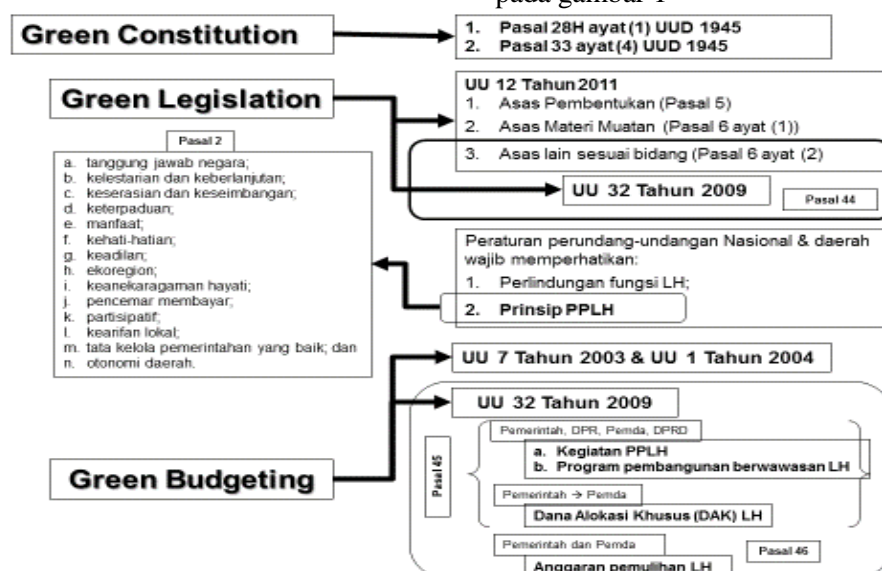 pada gambar 1
Green Constitution
1. Pasal 28H ayat (1) UUD 1945
2. Pasal 33 ayat (4) UUD 1945
Green Legislation
UU 12 Tahun 2011
1. Asas Pembentukan (Pasal 5)
2. Asas Materi Muatan (Pasal 6 ayat (1))
3. Asas lain sesuai bidang (Pasal 6 ayat (2)
UU 32 Tahun 2009
Pasal 44
Pasal 2
a. tanggung jawab negara;
b. kelestarian dan keberlanjutan;
c. keserasian dan keseimbangan;
d. keterpaduan;
e. manfaat;
f. kehati-hatian;
g. keadilan;
h. ekoregion;
i. keanekaragaman hayati;
j. pencemar membayar;
k. partisipatif;
l. kearifan lokal;
m. tata kelola pemerintahan yang baik; dan
n. otonomi daerah.
Peraturan perundang-undangan Nasional & daerah
wajib memperhatikan:
1. Perlindungan fungsi LH;
2. Prinsip PPLH
Green Budgeting
UU 7 Tahun 2003 & UU 1 Tahun 2004
UU 32 Tahun 2009
Pasal 45
Pemerintah, DPR, Pemda, DPRD
a. Kegiatan PPLH
b. Program pembangunan berwawasan LH
Pemerintah → Pemda
Dana Alokasi Khusus (DAK) LH
Pemerintah dan Pemda
Pasal 46
Anggaran pemulihan LH